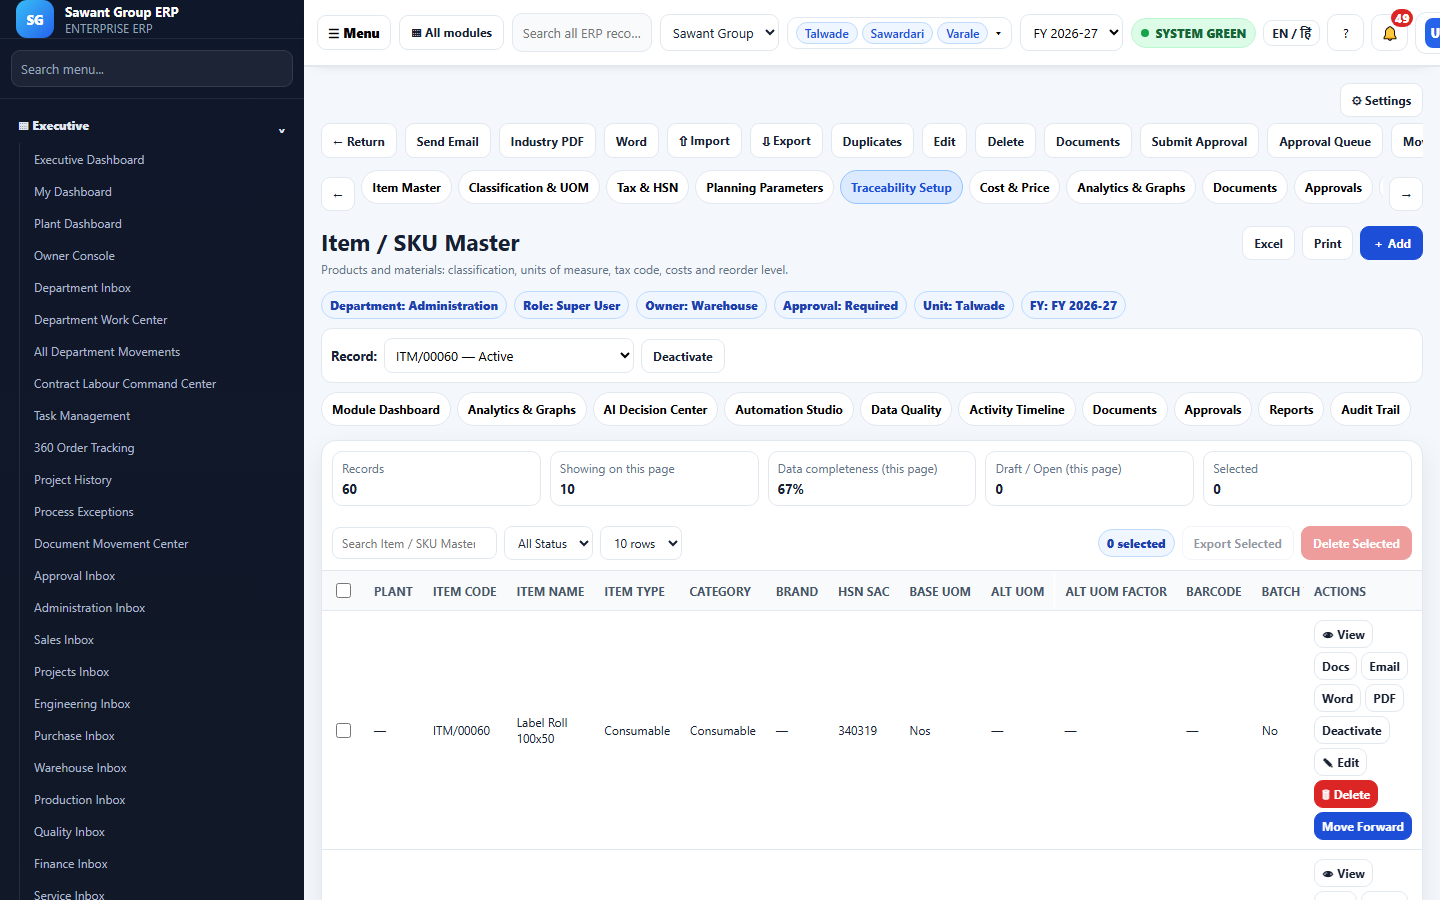 SG
Sawant Group ERP
ENTERPRISE ERP
Search menu...
Executive
Executive Dashboard
My Dashboard
Plant Dashboard
Owner Console
Department Inbox
Department Work Center
All Department Movements
Contract Labour Command Center
Task Management
360 Order Tracking
Project History
Process Exceptions
Document Movement Center
Approval Inbox
Administration Inbox
Sales Inbox
Projects Inbox
Engineering Inbox
Purchase Inbox
Warehouse Inbox
Production Inbox
Quality Inbox
Finance Inbox
Service Inbox
☰ Menu
All modules
Search all ERP reco...
Sawant Group
Talwade Sawardari Varale
FY 2026-27
SYSTEM GREEN
EN / हिं
?
49
U
Settings
← Return Send Email Industry PDF Word Import Export Duplicates Edit Delete Documents Submit Approval Approval Queue Mov
← Item Master Classification & UOM Tax & HSN Planning Parameters Traceability Setup Cost & Price Analytics & Graphs Documents Approvals →
Item / SKU Master
Excel Print + Add
Products and materials: classification, units of measure, tax code, costs and reorder level.
Department: Administration Role: Super User Owner: Warehouse Approval: Required Unit: Talwade FY: FY 2026-27
Record: ITM/00060 — Active Deactivate
Module Dashboard Analytics & Graphs AI Decision Center Automation Studio Data Quality Activity Timeline Documents Approvals Reports Audit Trail
Records Showing on this page Data completeness (this page) Draft / Open (this page) Selected
60 10 67% 0 0
Search Item / SKU Master All Status 10 rows 0 selected Export Selected Delete Selected
PLANT ITEM CODE ITEM NAME ITEM TYPE CATEGORY BRAND HSN SAC BASE UOM ALT UOM ALT UOM FACTOR BARCODE BATCH ACTIONS
— ITM/00060 Label Roll 100x50 Consumable Consumable — 340319 Nos — — — No
View
Docs Email
Word PDF
Deactivate
Edit
Delete
Move Forward
View